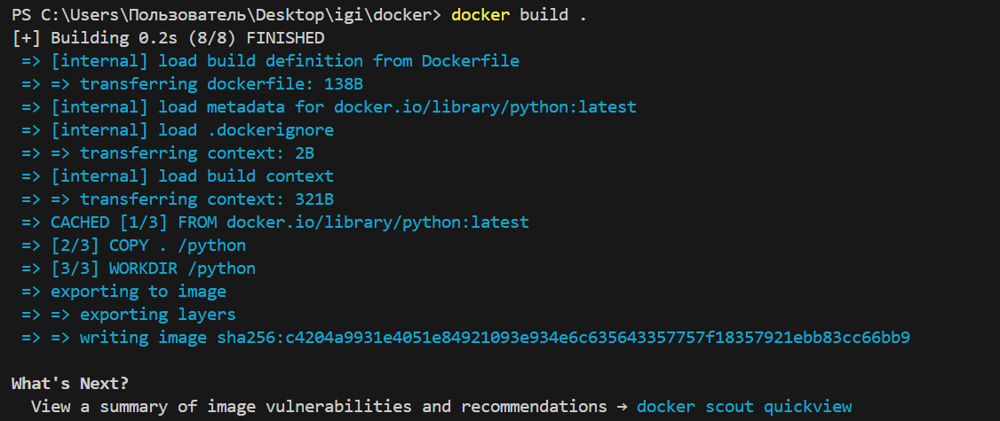 PS C:\Users\Пользователь\Desktop\igi\docker> docker build .
[+] Building 0.2s (8/8) FINISHED
=> [internal] load build definition from Dockerfile
=> => transferring dockerfile: 138B
=> [internal] load metadata for docker.io/library/python:latest
=> [internal] load .dockerignore
=> => transferring context: 2B
=> [internal] load build context
=> => transferring context: 321B
=> CACHED [1/3] FROM docker.io/library/python:latest
=> [2/3] COPY . /python
=> [3/3] WORKDIR /python
=> exporting to image
=> => exporting layers
=> => writing image sha256:c4204a9931e4051e84921093e934e6c635643357757f18357921ebb83cc66bb9
What's Next?
View a summary of image vulnerabilities and recommendations → docker scout quickview